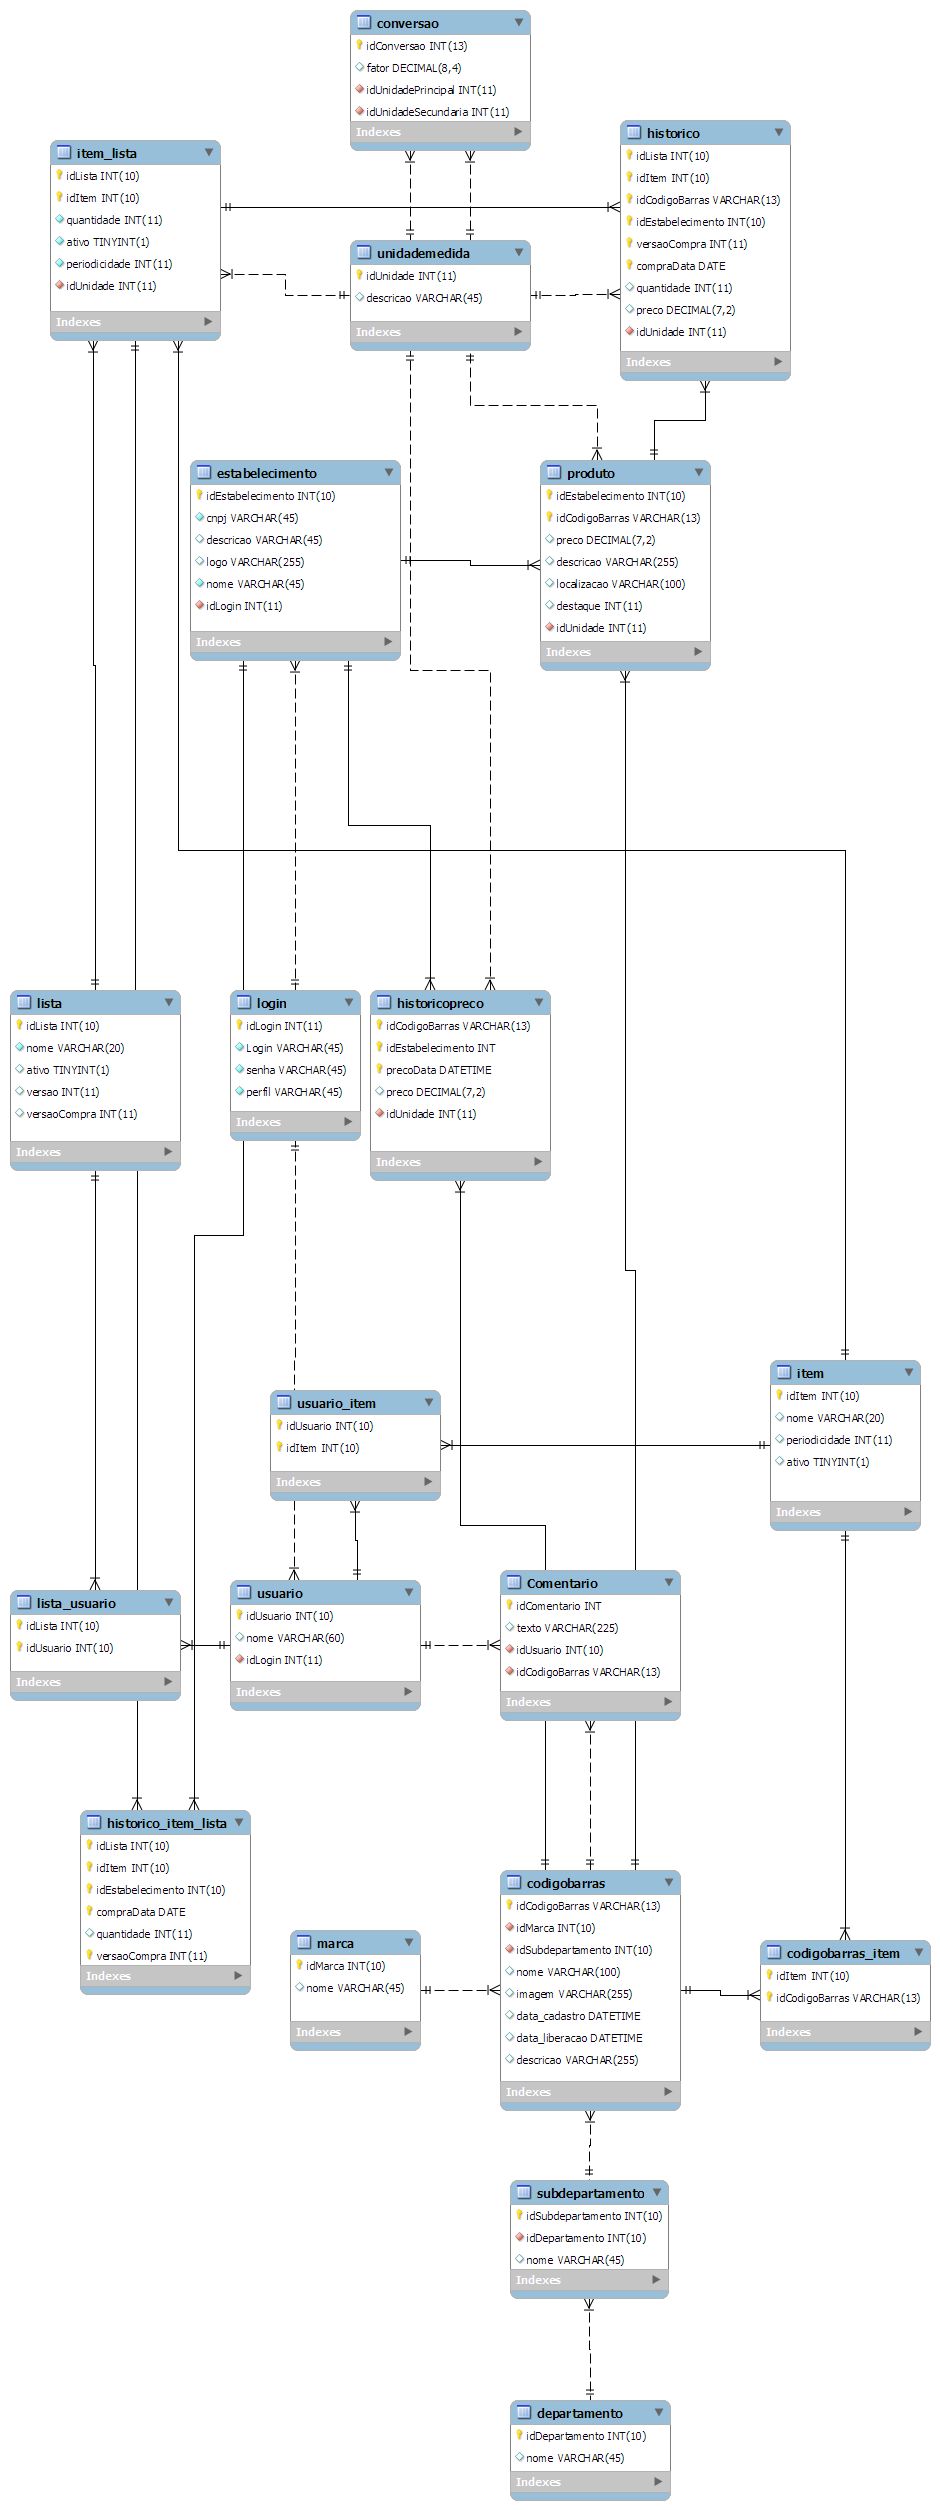 conversao
idConversao INT(13)
fator DECIMAL(8,4)
idUnidadePrincipal INT(11)
idUnidadeSecundaria INT(11)
Indexes
historico
idLista INT(10)
idItem INT(10)
idCodigoBarras VARCHAR(13)
idEstabelecimento INT(10)
versaoCompra INT(11)
compraData DATE
quantidade INT(11)
preco DECIMAL(7,2)
idUnidade INT(11)
Indexes
item_lista
idLista INT(10)
idItem INT(10)
quantidade INT(11)
ativo TINYINT(1)
periodicidade INT(11)
idUnidade INT(11)
Indexes
unidademedida
idUnidade INT(11)
descricao VARCHAR(45)
Indexes
estabelecimento
idEstabelecimento INT(10)
cnpj VARCHAR(45)
descricao VARCHAR(45)
logo VARCHAR(255)
nome VARCHAR(45)
idLogin INT(11)
Indexes
produto
idEstabelecimento INT(10)
idCodigoBarras VARCHAR(13)
preco DECIMAL(7,2)
descricao VARCHAR(255)
localizacao VARCHAR(100)
destaque INT(11)
idUnidade INT(11)
Indexes
lista
idLista INT(10)
nome VARCHAR(20)
ativo TINYINT(1)
versao INT(11)
versaoCompra INT(11)
Indexes
login
idLogin INT(11)
Login VARCHAR(45)
senha VARCHAR(45)
perfil VARCHAR(45)
Indexes
historicopreco
idCodigoBarras VARCHAR(13)
idEstabelecimento INT
precoData DATETIME
preco DECIMAL(7,2)
idUnidade INT(11)
Indexes
item
idItem INT(10)
nome VARCHAR(20)
periodicidade INT(11)
ativo TINYINT(1)
Indexes
usuario_item
idUsuario INT(10)
idItem INT(10)
Indexes
lista_usuario
idLista INT(10)
idUsuario INT(10)
Indexes
usuario
idUsuario INT(10)
nome VARCHAR(60)
idLogin INT(11)
Indexes
Comentario
idComentario INT
texto VARCHAR(225)
idUsuario INT(10)
idCodigoBarras VARCHAR(13)
Indexes
historico_item_lista
idLista INT(10)
idItem INT(10)
idEstabelecimento INT(10)
compraData DATE
quantidade INT(11)
versaoCompra INT(11)
Indexes
marca
idMarca INT(10)
nome VARCHAR(45)
Indexes
codigobarras
idCodigoBarras VARCHAR(13)
idMarca INT(10)
idSubdepartamento INT(10)
nome VARCHAR(100)
imagem VARCHAR(255)
data_cadastro DATETIME
data_liberacao DATETIME
descricao VARCHAR(255)
Indexes
codigobarras_item
idItem INT(10)
idCodigoBarras VARCHAR(13)
Indexes
subdepartamento
idSubdepartamento INT(10)
idDepartamento INT(10)
nome VARCHAR(45)
Indexes
departamento
idDepartamento INT(10)
nome VARCHAR(45)
Indexes